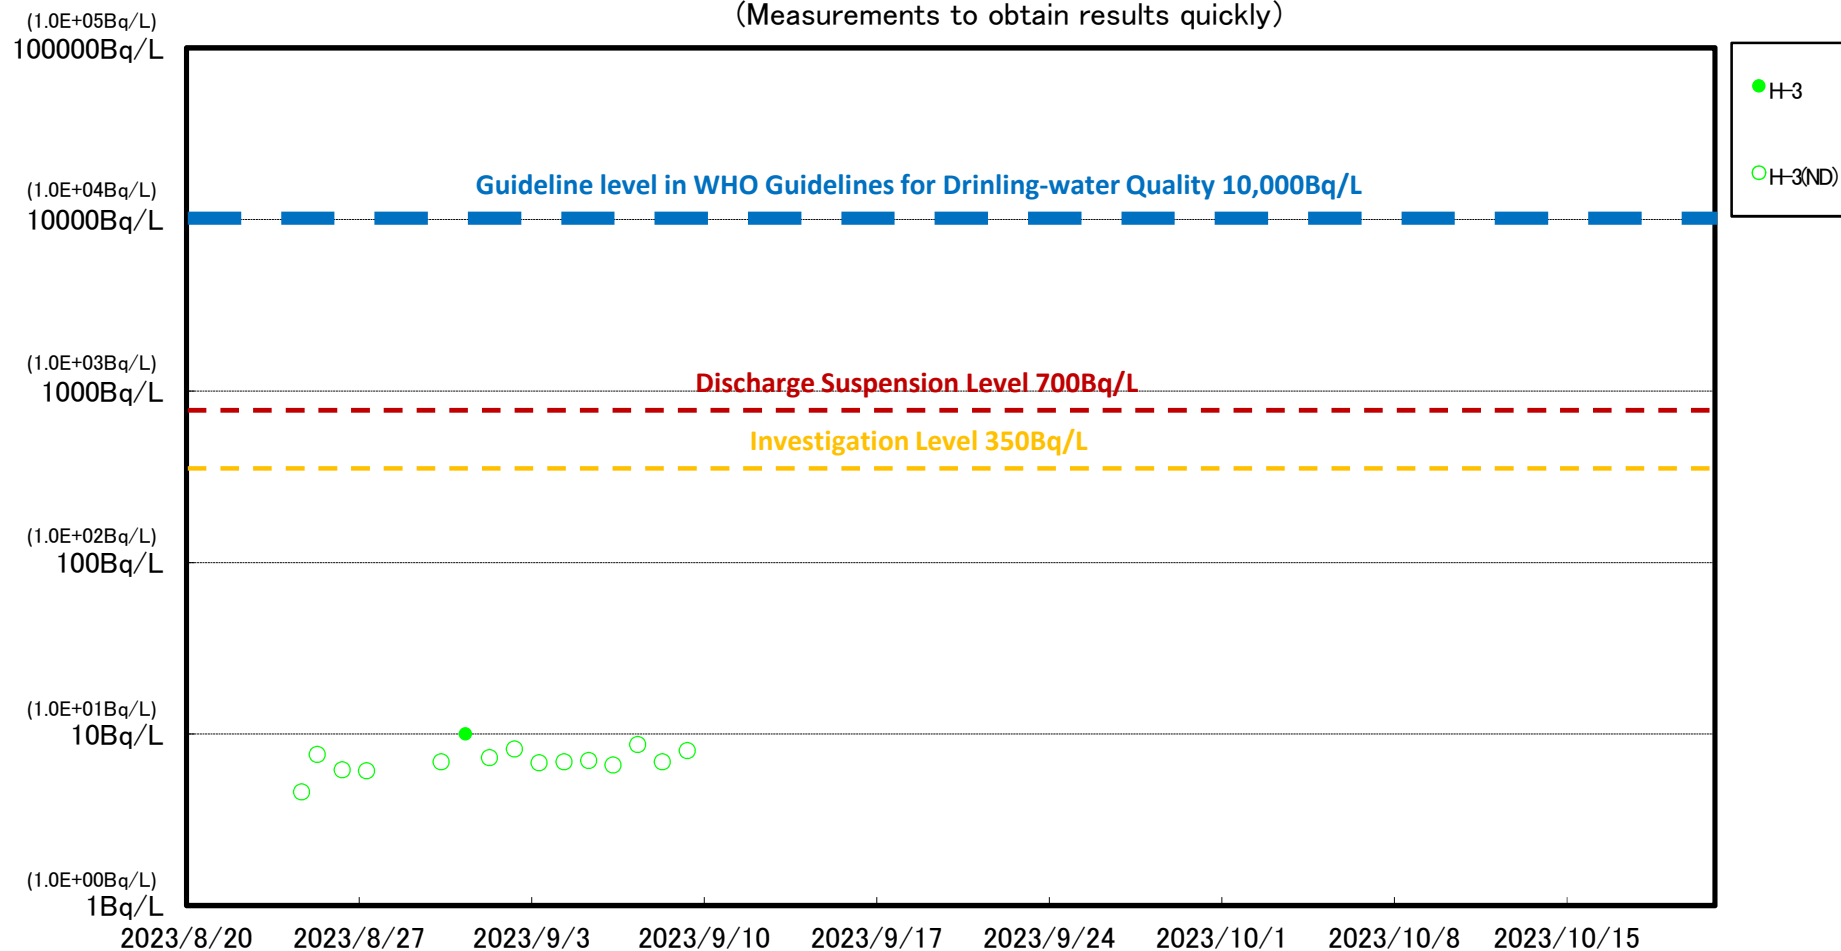 (Measurements to obtain results quickly)
(1.0E+05Bq/L)
100000Bq/L
H-3
H-3(ND)
Guideline level in WHO Guidelines for Drinling-water Quality 10,000Bq/L
(1.0E+04Bq/L)
10000Bq/L
(1.0E+03Bq/L)
1000Bq/L
Discharge Suspension Level 700Bq/L
Investigation Level 350Bq/L
(1.0E+02Bq/L)
100Bq/L
(1.0E+01Bq/L)
10Bq/L
(1.0E+00Bq/L)
1Bq/L
2023/8/20 2023/8/27 2023/9/3 2023/9/10 2023/9/17 2023/9/24 2023/10/1 2023/10/8 2023/10/15